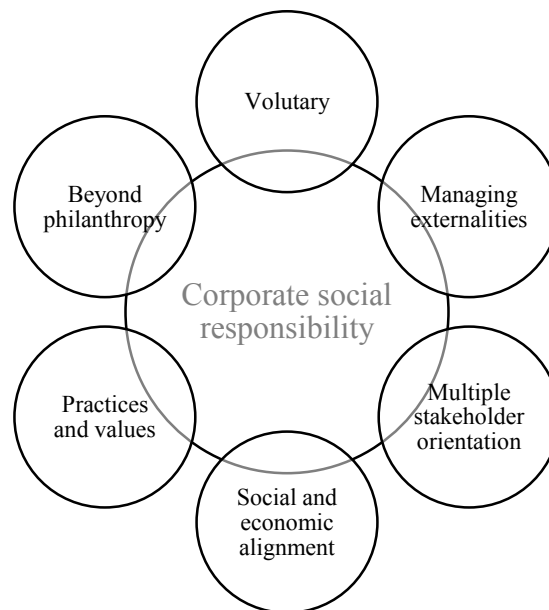 Volutary
Beyond
philanthropy
Managing
externalities
Corporate social
responsibility
Practices
and values
Multiple
stakeholder
orientation
Social and
economic
alignment